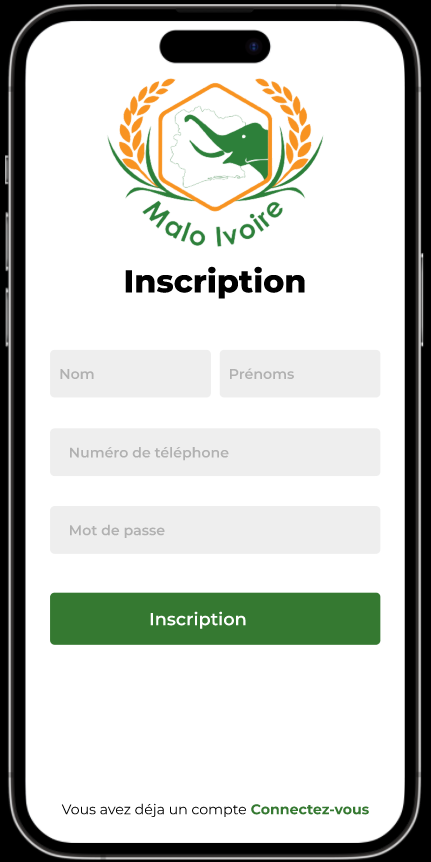 Malo Ivoire
Inscription
Nom Prénoms
Numéro de téléphone
Mot de passe
Inscription
Vous avez déja un compte Connectez-vous